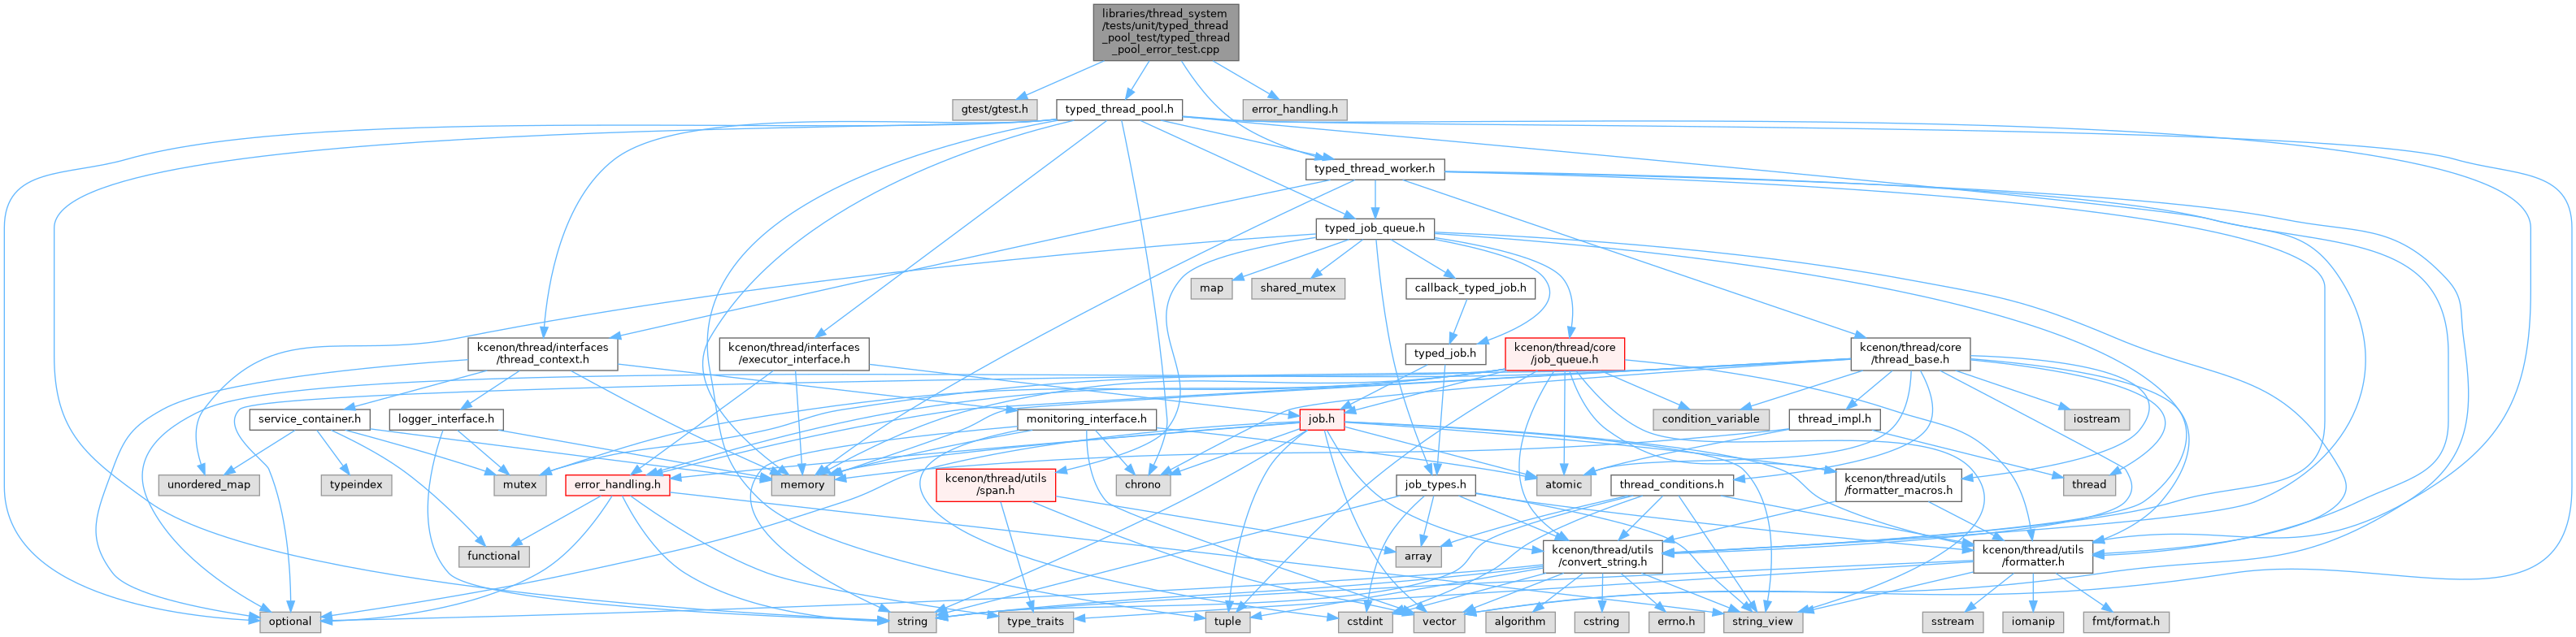 libraries/thread_system
/tests/unit/typed_thread
_pool_test/typed_thread
_pool_error_test.cpp
gtest/gtest.h
typed_thread_pool.h
error_handling.h
typed_thread_worker.h
typed_job_queue.h
map
shared_mutex
callback_typed_job.h
kcenon/thread/interfaces
/thread_context.h
kcenon/thread/interfaces
/executor_interface.h
typed_job.h
kcenon/thread/core
/job_queue.h
kcenon/thread/core
/thread_base.h
service_container.h
logger_interface.h
monitoring_interface.h
job.h
condition_variable
thread_impl.h
iostream
unordered_map
typeindex
mutex
error_handling.h
memory
kcenon/thread/utils
/span.h
chrono
job_types.h
atomic
thread_conditions.h
kcenon/thread/utils
/formatter_macros.h
thread
functional
array
kcenon/thread/utils
/convert_string.h
kcenon/thread/utils
/formatter.h
optional
string
type_traits
tuple
cstdint
vector
algorithm
cstring
errno.h
string_view
sstream
iomanip
fmt/format.h